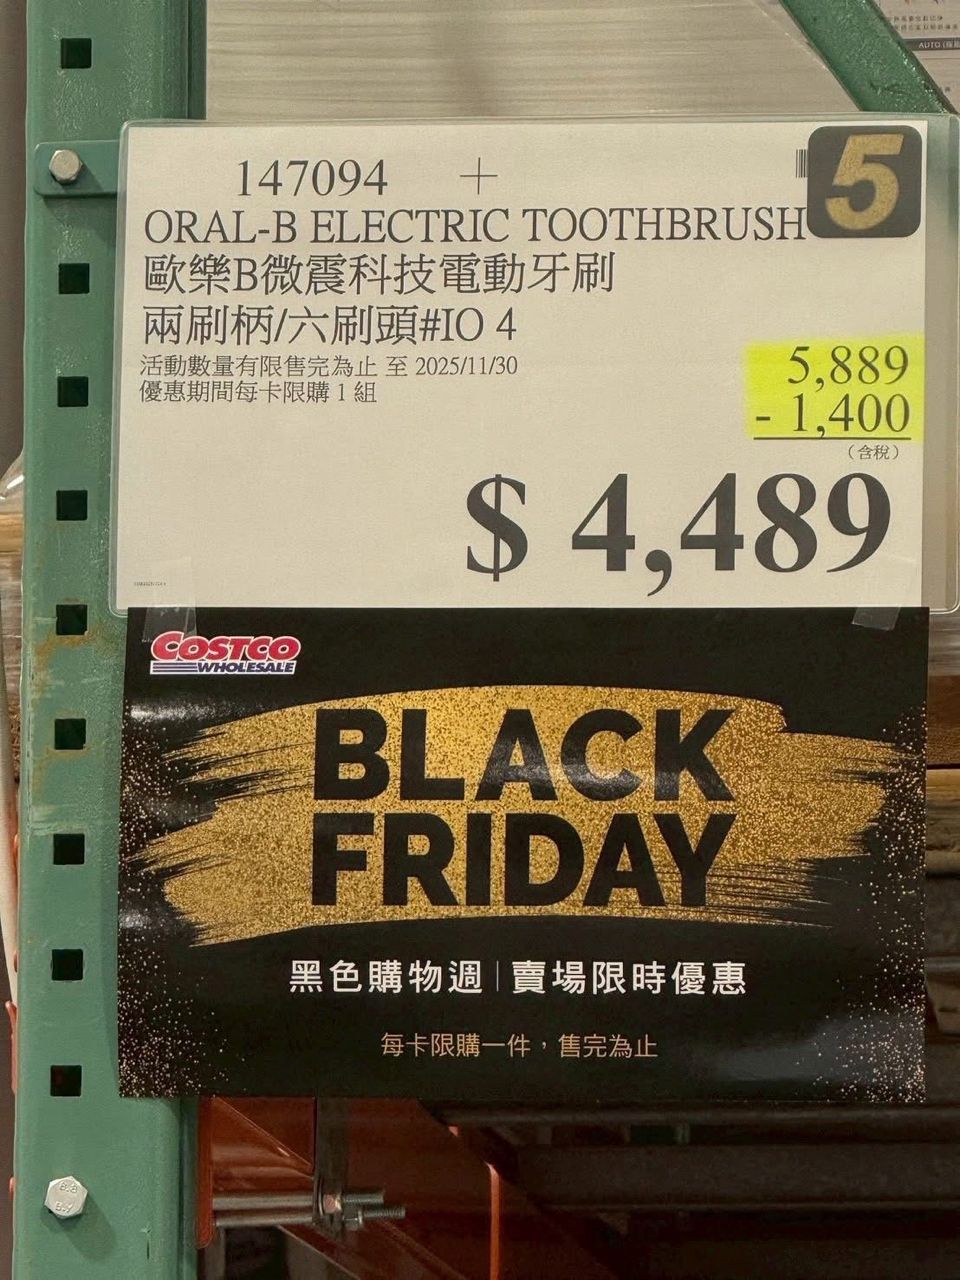 147094 +
5
ORAL-B ELECTRIC TOOTHBRUSH
歐樂B微震科技電動牙刷
兩刷柄/六刷頭#IO 4
活動數量有限售完為止 至 2025/11/30
優惠期間每卡限購 1 組
5,889
- 1,400
（含稅）
$ 4,489
COSTCO
WHOLESALE
BLACK
FRIDAY
黑色購物週|賣場限時優惠
每卡限購一件，售完為止